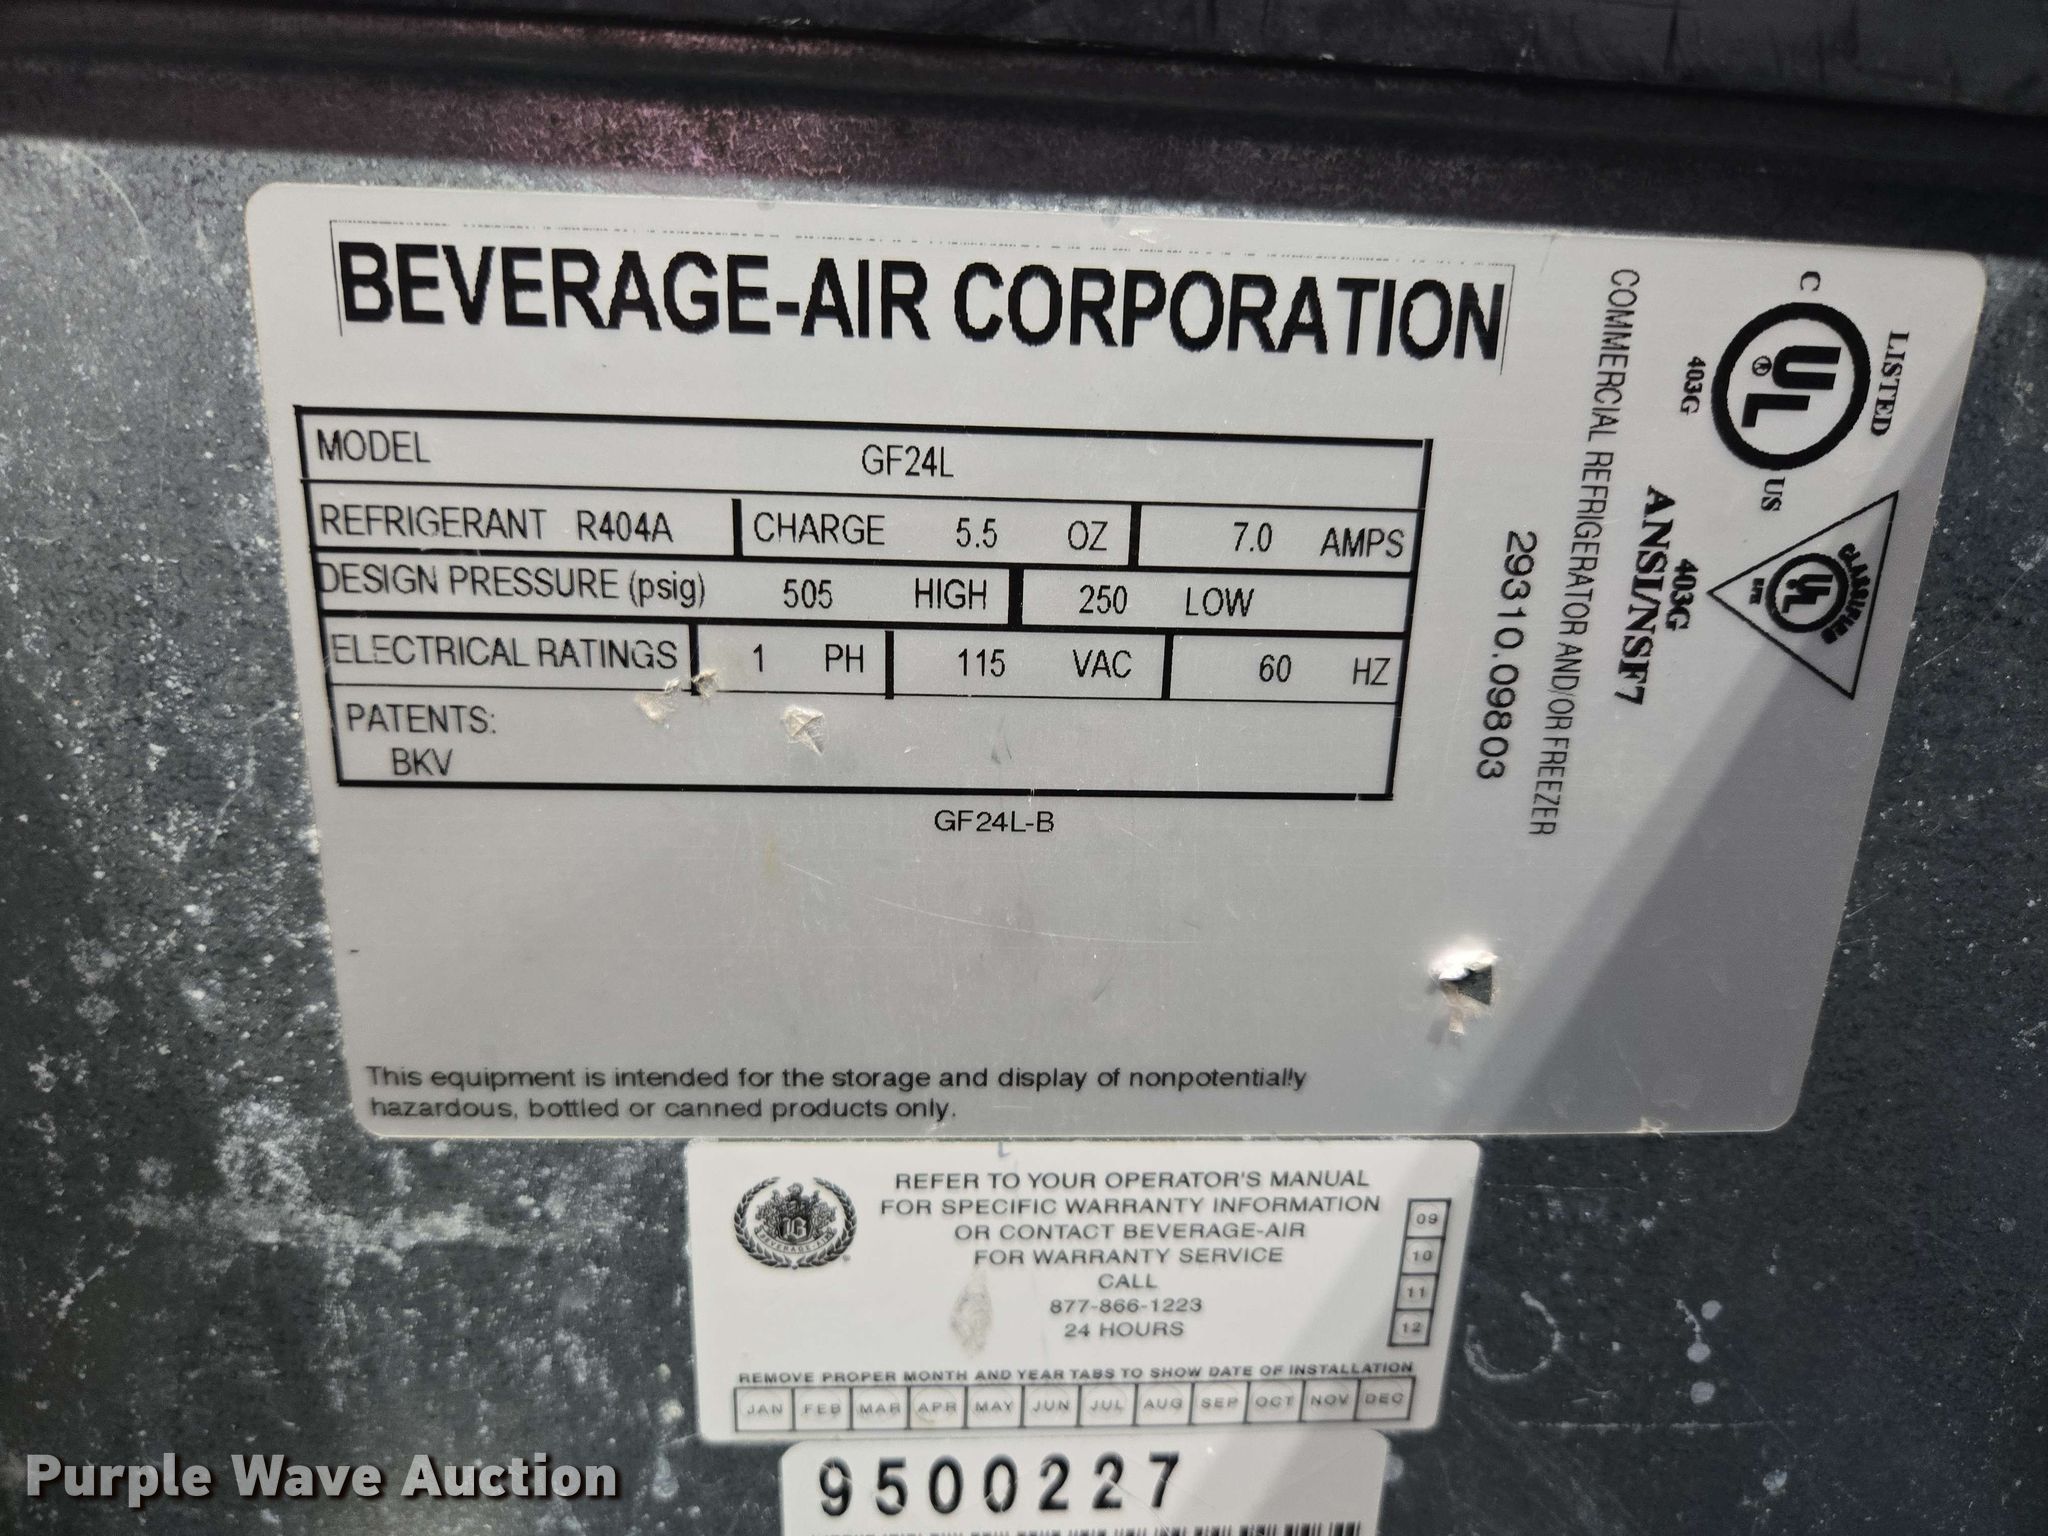 BEVERAGE-AIR CORPORATION
MODEL GF24L
REFRIGERANT R404A CHARGE 5.5 OZ 7.0 AMPS
DESIGN PRESSURE (psig) 505 HIGH 250 LOW
ELECTRICAL RATINGS 1 PH 115 VAC 60 HZ
PATENTS:
BKV
GF24L-B
This equipment is intended for the storage and display of nonpotentially
hazardous, bottled or canned products only.
C UL ® US
LISTED
403G
COMMERCIAL REFRIGERATOR AND/OR FREEZER
29310.09803
CLASSIFIED
UL
EPH
403G
ANSI/NSF7
REFER TO YOUR OPERATOR'S MANUAL
FOR SPECIFIC WARRANTY INFORMATION
OR CONTACT BEVERAGE-AIR
FOR WARRANTY SERVICE
CALL
877-866-1223
24 HOURS
BEVERAGE-AIR
09
10
11
12
REMOVE PROPER MONTH AND YEAR TABS TO SHOW DATE OF INSTALLATION
JAN FEB MAR APR MAY JUN JUL AUG SEP OCT NOV DEC
9500227
Purple Wave Auction